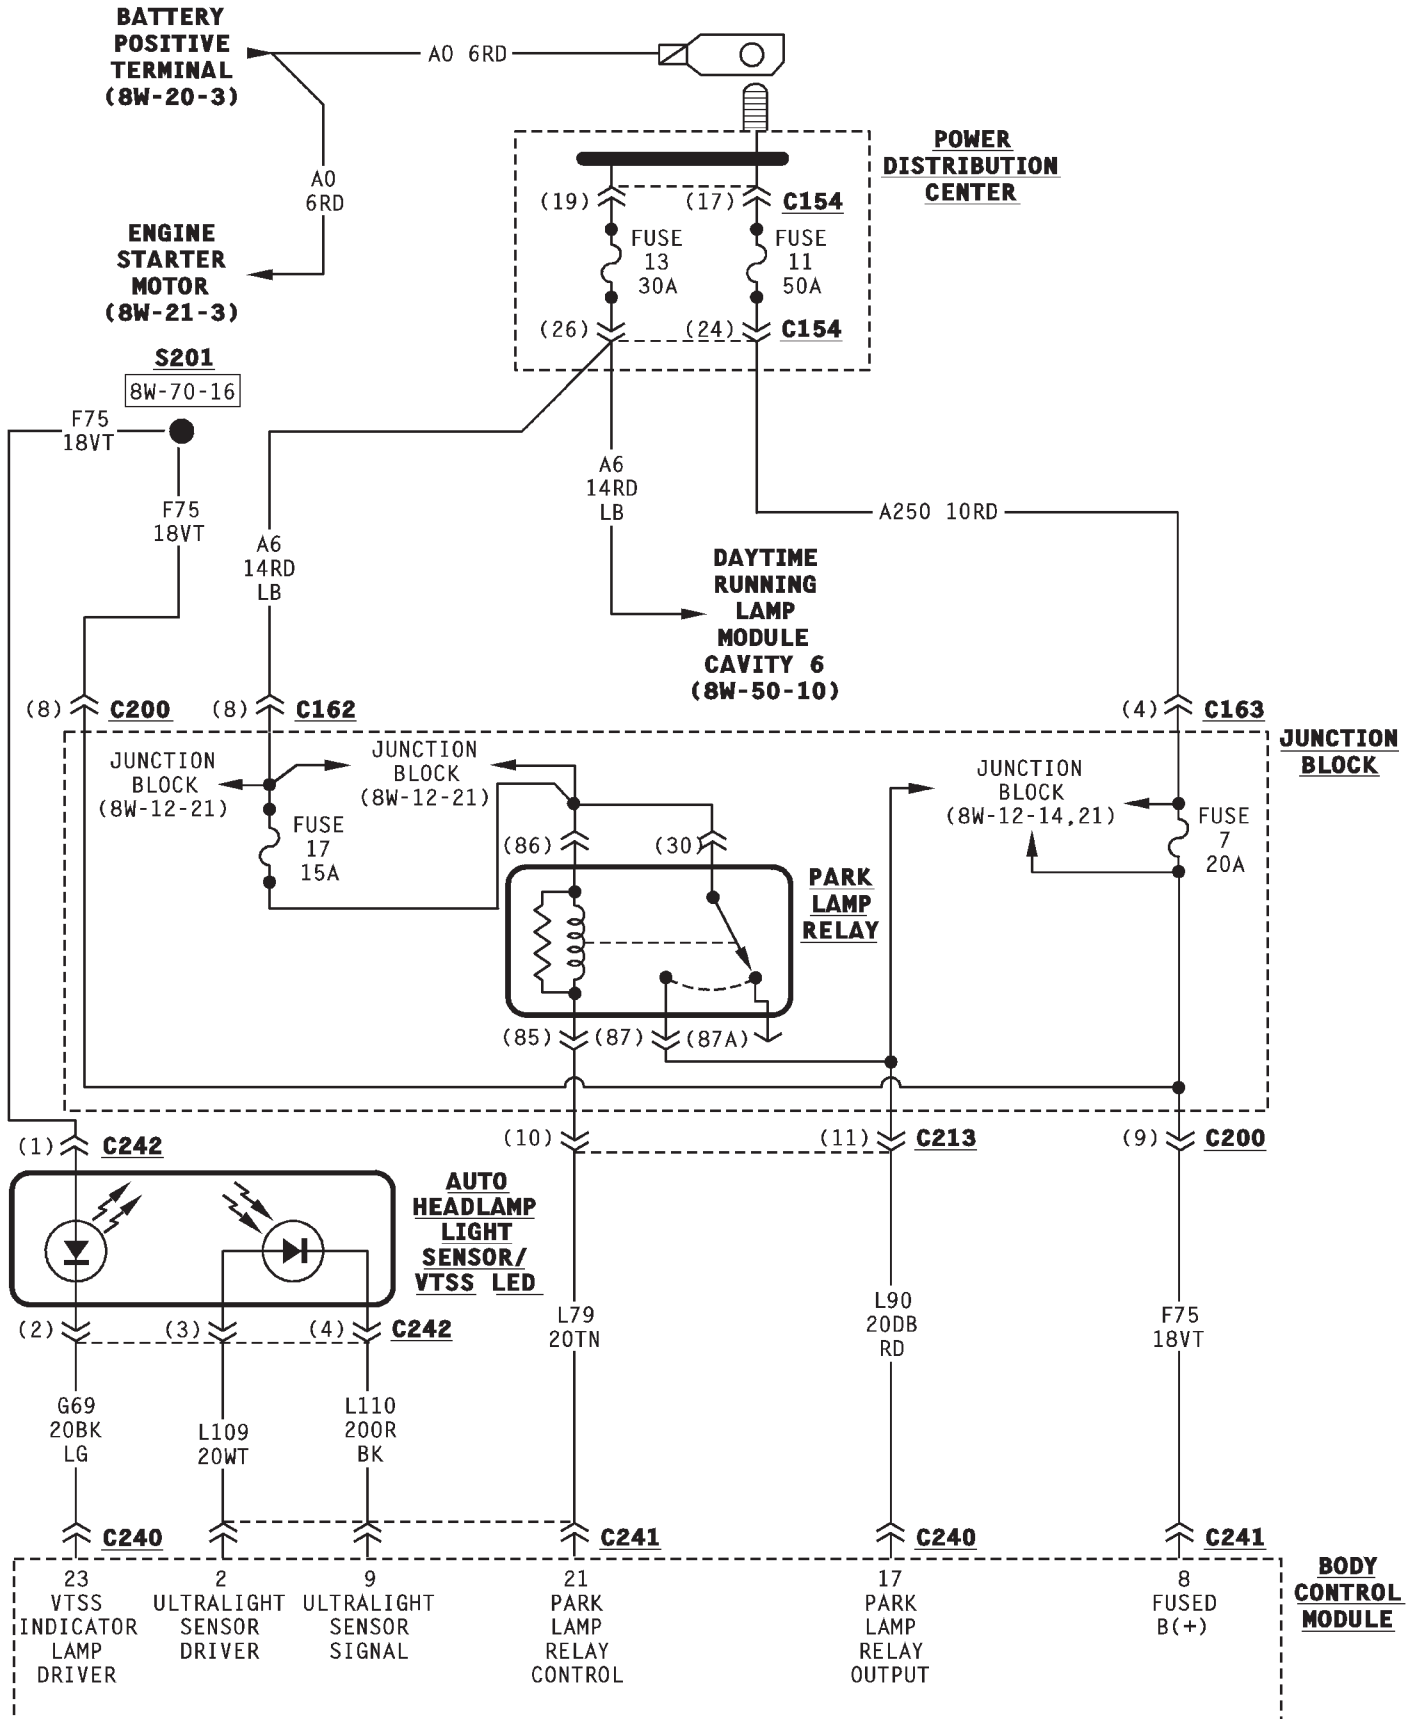 BATTERY
POSITIVE
TERMINAL
(8W-20-3)
A0 6RD
POWER
DISTRIBUTION
CENTER
A0
6RD
(19)
(17)
C154
ENGINE
STARTER
MOTOR
(8W-21-3)
FUSE
13
30A
FUSE
11
50A
(26)
(24)
C154
S201
8W-70-16
F75
18VT
F75
18VT
A6
14RD
LB
A6
14RD
LB
A250 10RD
DAYTIME
RUNNING
LAMP
MODULE
CAVITY 6
(8W-50-10)
(8)
C200
(8)
C162
(4)
C163
JUNCTION
BLOCK
JUNCTION
BLOCK
(8W-12-21)
JUNCTION
BLOCK
(8W-12-21)
JUNCTION
BLOCK
(8W-12-14,21)
FUSE
17
15A
FUSE
7
20A
(86)
(30)
PARK
LAMP
RELAY
(85)
(87)
(87A)
(1)
C242
(10)
(11)
C213
(9)
C200
AUTO
HEADLAMP
LIGHT
SENSOR/
VTSS LED
(2)
(3)
(4)
C242
L79
20TN
L90
20DB
RD
F75
18VT
G69
20BK
LG
L109
20WT
L110
20OR
BK
C240
C241
C240
C241
BODY
CONTROL
MODULE
23
VTSS
INDICATOR
LAMP
DRIVER
2
ULTRALIGHT
SENSOR
DRIVER
9
ULTRALIGHT
SENSOR
SIGNAL
21
PARK
LAMP
RELAY
CONTROL
17
PARK
LAMP
RELAY
OUTPUT
8
FUSED
B(+)